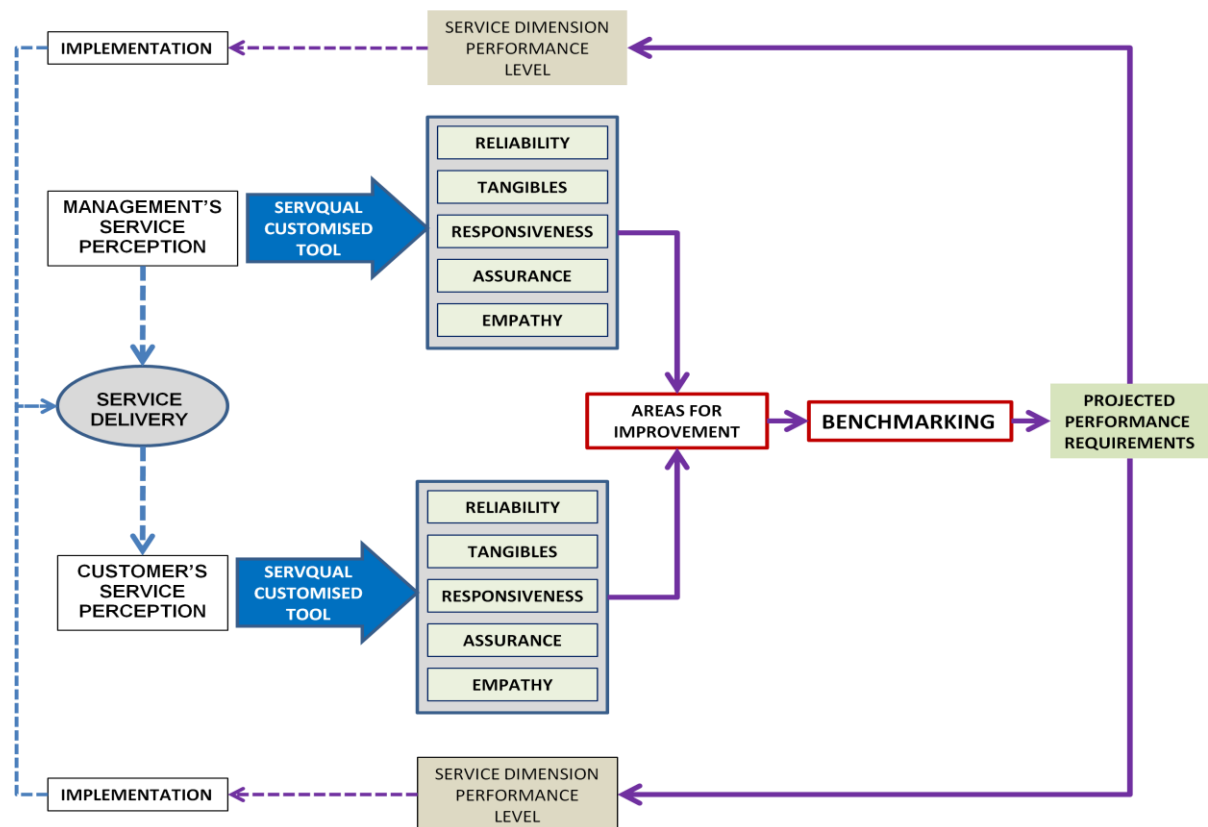 IMPLEMENTATION
SERVICE DIMENSION
PERFORMANCE
LEVEL
MANAGEMENT'S
SERVICE
PERCEPTION
SERVQUAL
CUSTOMISED
TOOL
RELIABILITY
TANGIBLES
RESPONSIVENESS
ASSURANCE
EMPATHY
SERVICE
DELIVERY
AREAS FOR
IMPROVEMENT
BENCHMARKING
PROJECTED
PERFORMANCE
REQUIREMENTS
CUSTOMER'S
SERVICE
PERCEPTION
SERVQUAL
CUSTOMISED
TOOL
RELIABILITY
TANGIBLES
RESPONSIVENESS
ASSURANCE
EMPATHY
IMPLEMENTATION
SERVICE DIMENSION
PERFORMANCE
LEVEL